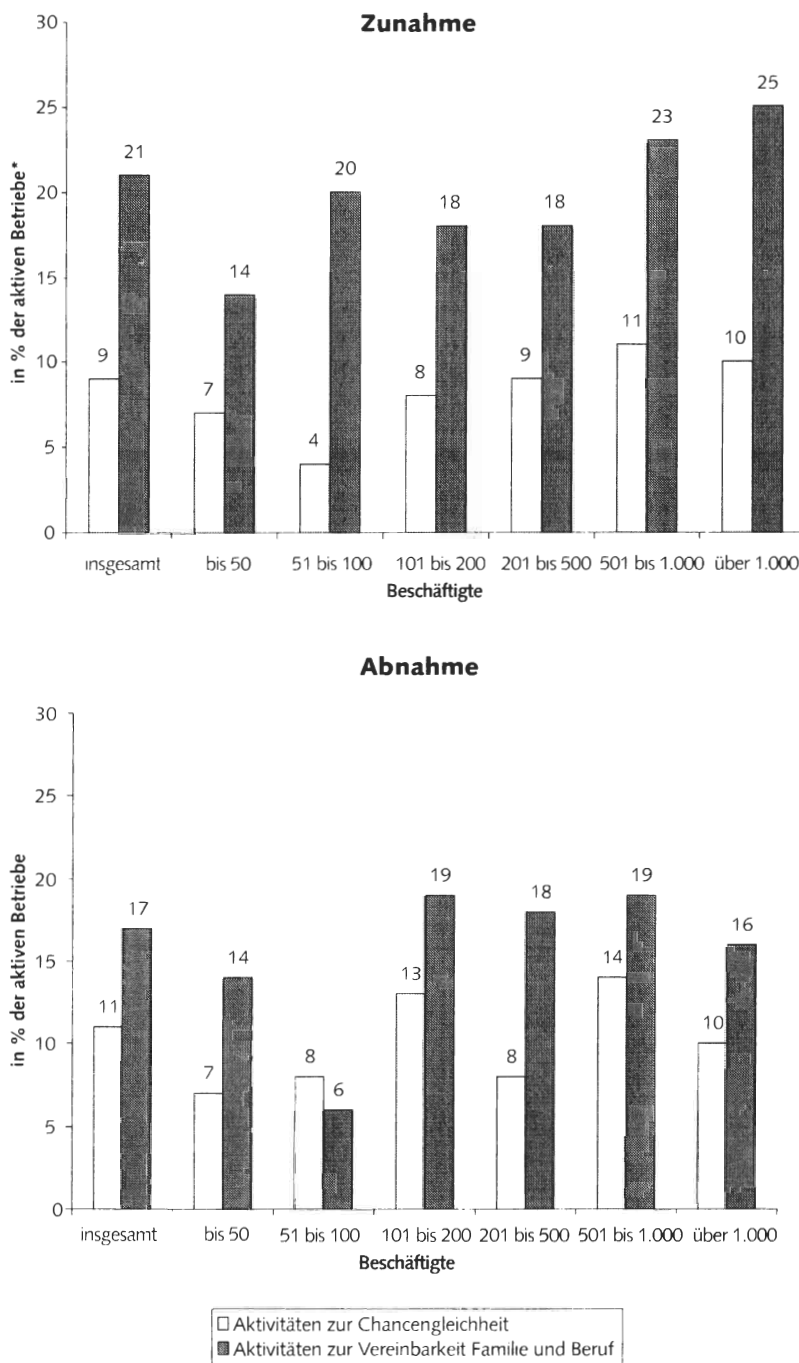 Zunahme
30
25
20
15
10
5
0
in % der aktiven Betriebe*
9 21
7 14
4 20
8 18
9 18
11 23
10 25
insgesamt bis 50 51 bis 100 101 bis 200 201 bis 500 501 bis 1.000 über 1.000
Beschäftigte
Abnahme
30
25
20
15
10
5
0
in % der aktiven Betriebe
11 17
7 14
8 6
13 19
8 18
14 19
10 16
insgesamt bis 50 51 bis 100 101 bis 200 201 bis 500 501 bis 1.000 über 1.000
Beschäftigte
Aktivitäten zur Chancengleichheit
Aktivitäten zur Vereinbarkeit Familie und Beruf